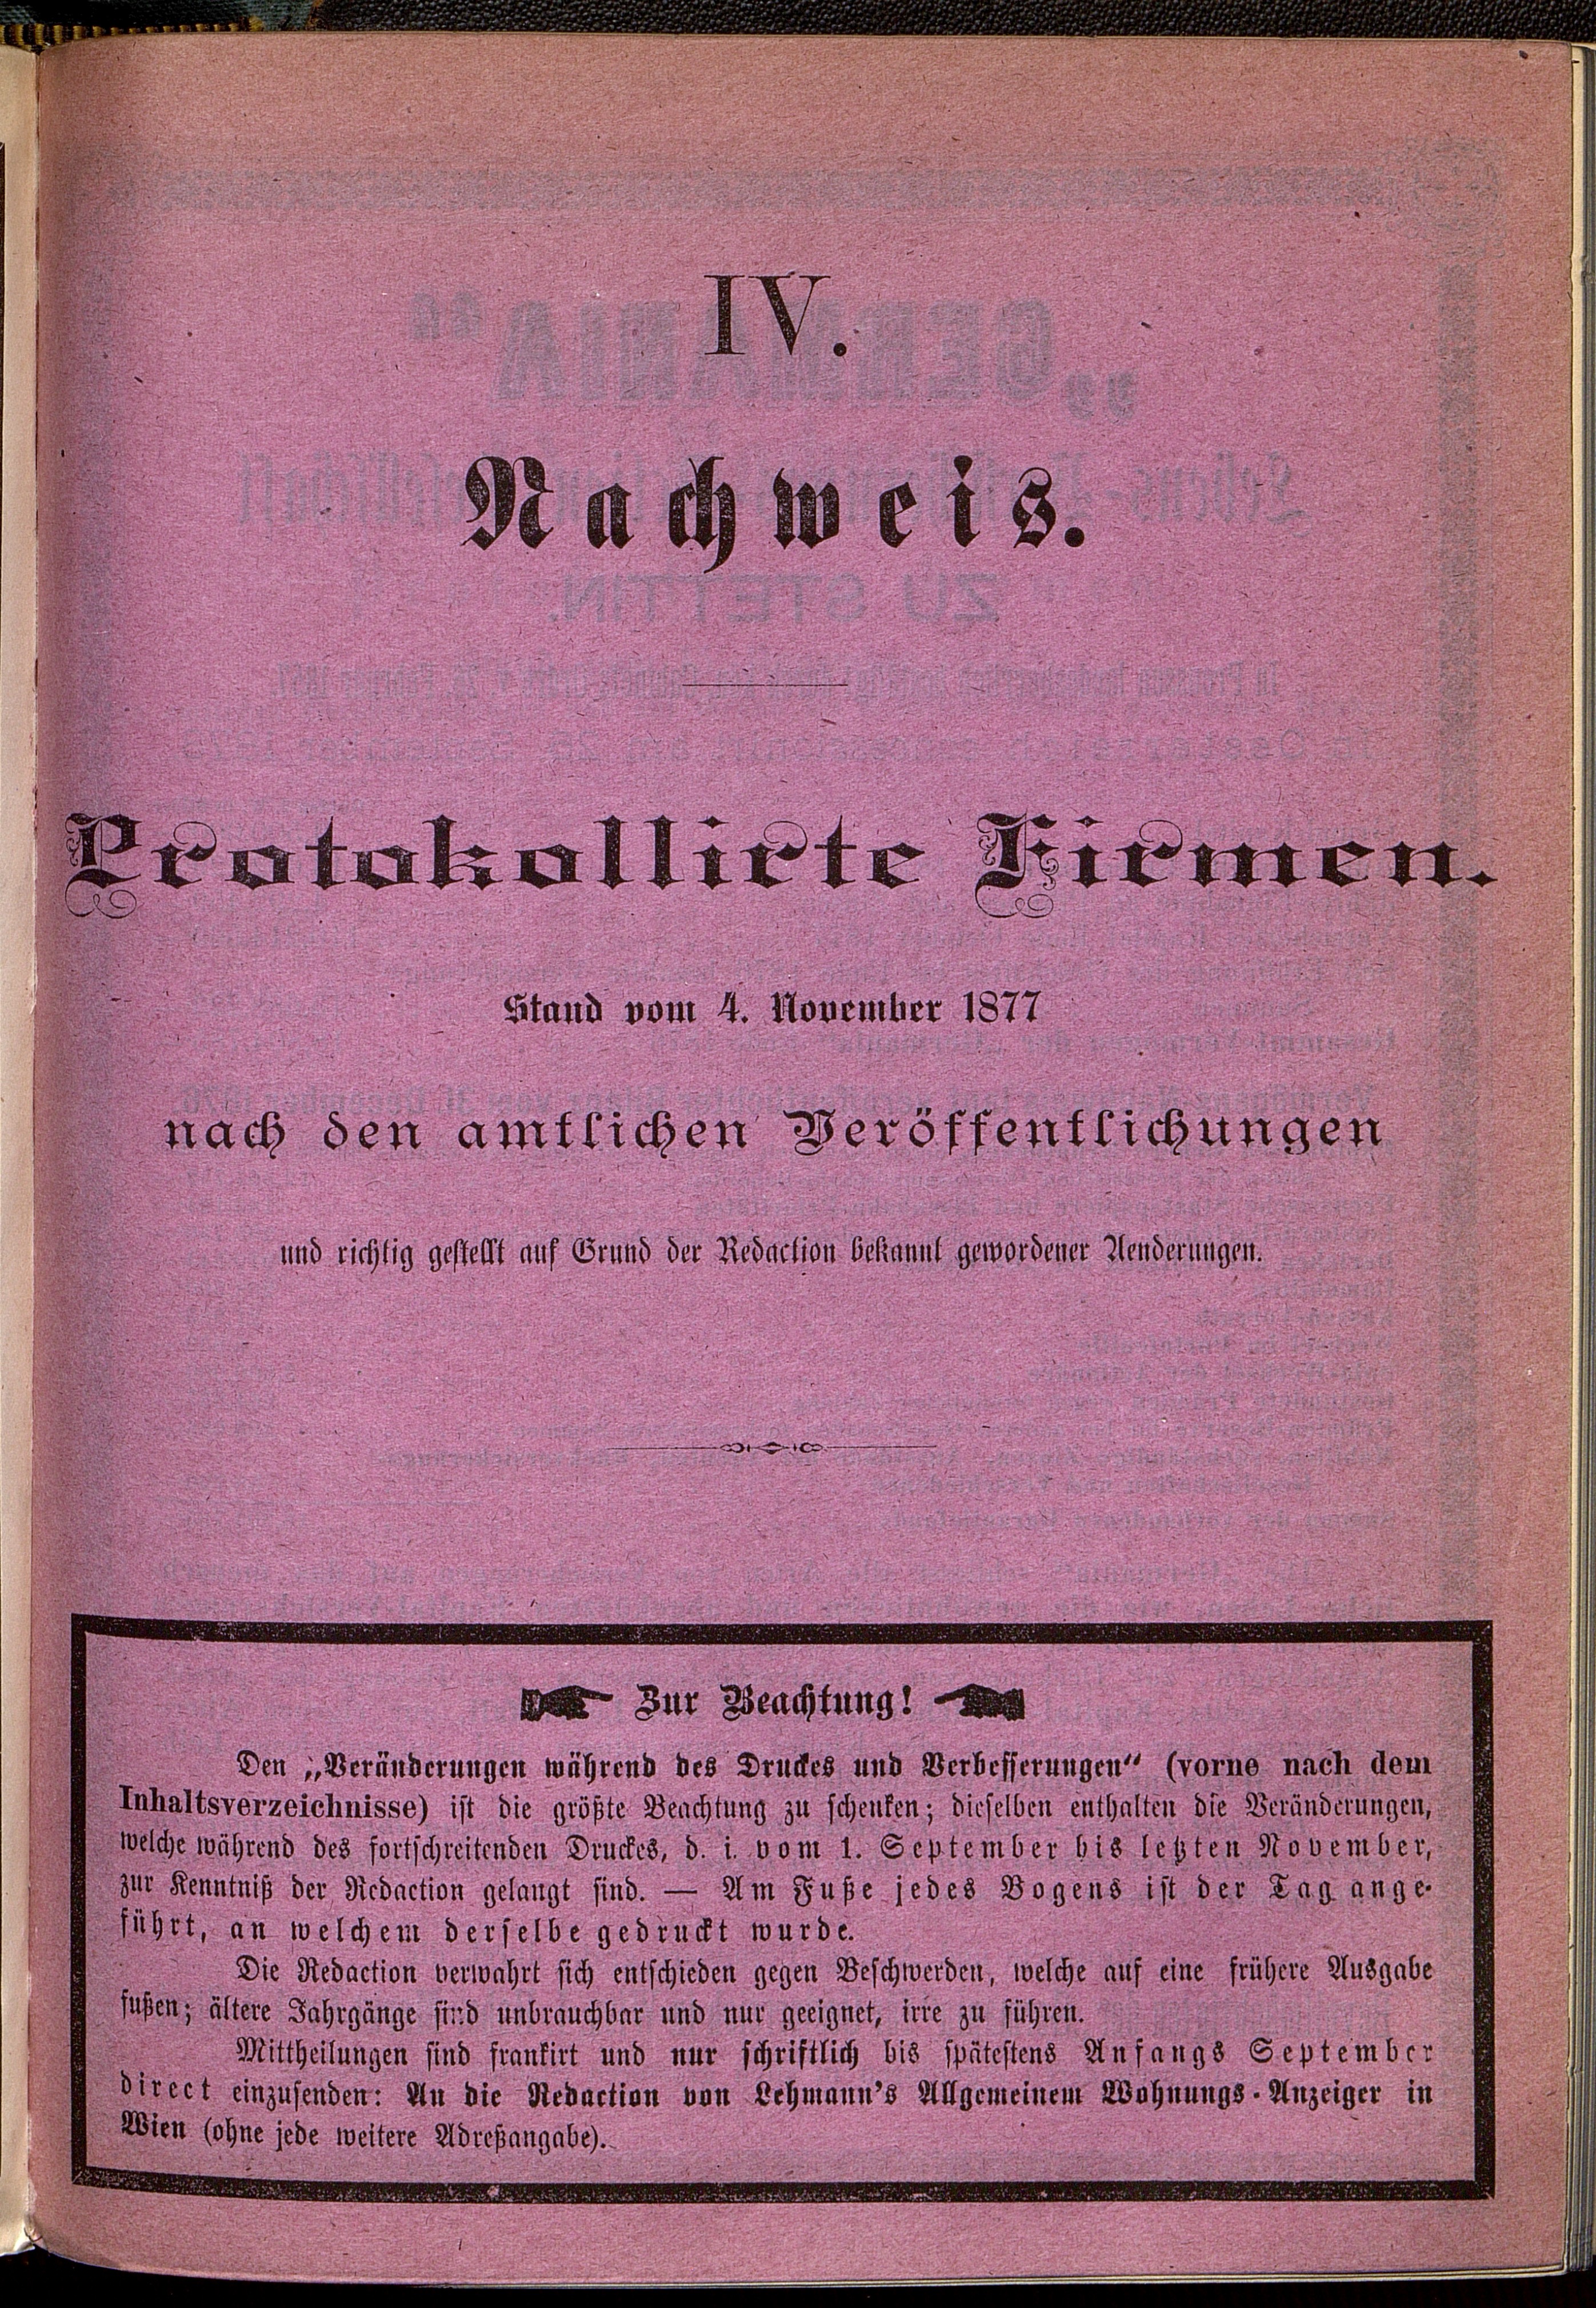 IV.
Nachweis.
Protokollirte Firmen.
Stand vom 4. November 1877
nach den amtlichen Veröffentlichungen
und richtig gestellt auf Grund der Redaction bekannt gewordener Aenderungen.
Zur Beachtung!
Den „Veränderungen während des Druckes und Verbesserungen“ (vorne nach dem
Inhaltsverzeichnisse) ist die größte Beachtung zu schenken; dieselben enthalten die Veränderungen,
welche während des fortschreitenden Druckes, d. i. vom 1. September bis letzten November,
zur Kenntniß der Redaction gelangt sind. — Am Fuße jedes Bogens ist der Tag ange-
führt, an welchem derselbe gedruckt wurde.
Die Redaction verwahrt sich entschieden gegen Beschwerden, welche auf eine frühere Ausgabe
fußen; ältere Jahrgänge sind unbrauchbar und nur geeignet, irre zu führen.
Mittheilungen sind frankirt und nur schriftlich bis spätestens Anfangs September
direct einzusenden: An die Redaction von Lehmann's Allgemeinem Wohnungs-Anzeiger in
Wien (ohne jede weitere Adreßangabe).